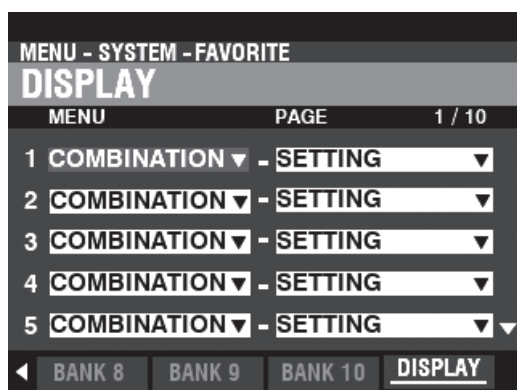 MENU - SYSTEM - FAVORITE
DISPLAY
MENU PAGE 1 / 10
1 COMBINATION ▼ - SETTING ▼
2 COMBINATION ▼ - SETTING ▼
3 COMBINATION ▼ - SETTING ▼
4 COMBINATION ▼ - SETTING ▼
5 COMBINATION ▼ - SETTING ▼
BANK 8 BANK 9 BANK 10 DISPLAY